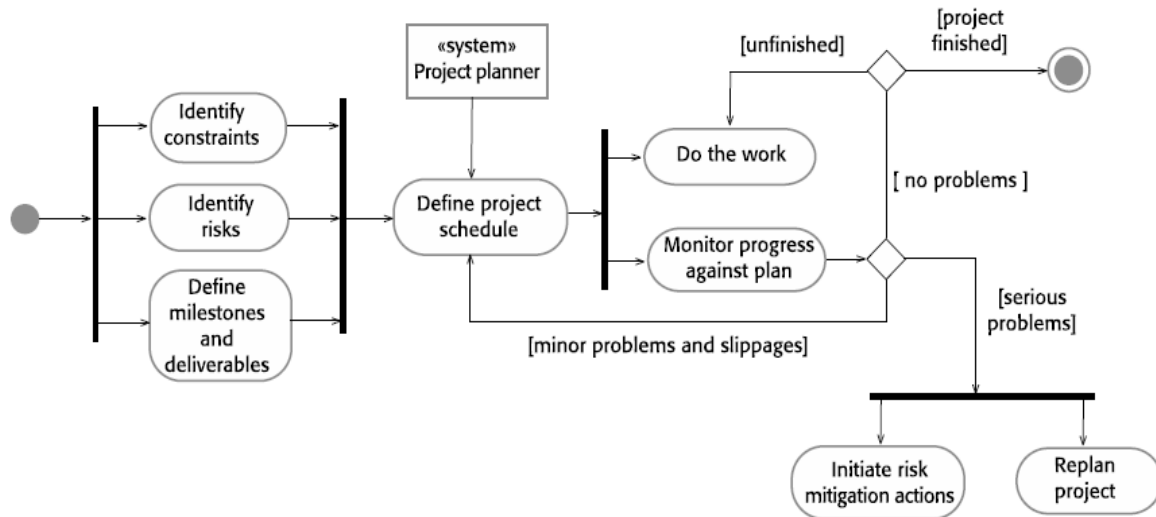 «system»
Project planner
[unfinished]
[project
finished]
Identify
constraints
Do the work
[ no problems ]
Identify
risks
Define project
schedule
Monitor progress
against plan
Define
milestones
and
deliverables
[minor problems and slippages]
[serious
problems]
Initiate risk
mitigation actions
Replan
project